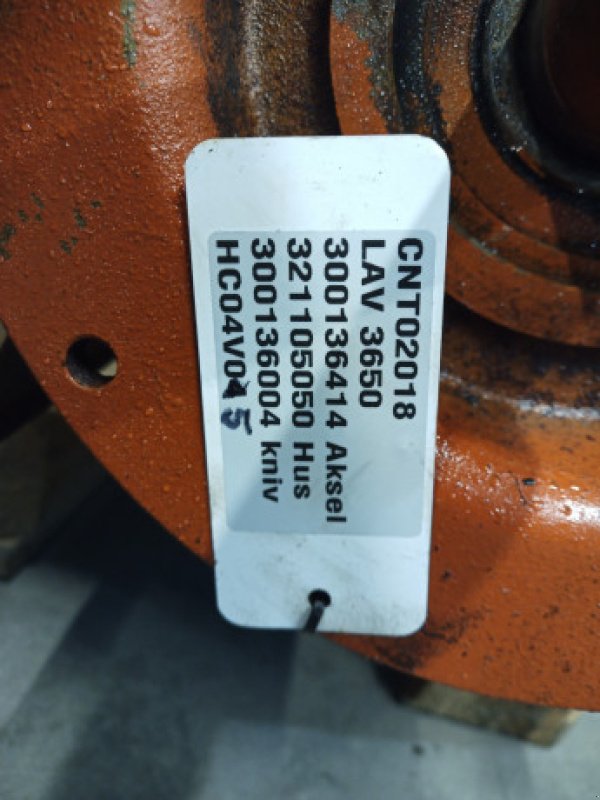 CNT02018
LAV 3650
300136414 Aksel
321105050 Hus
300136004 kniv
HC04V045